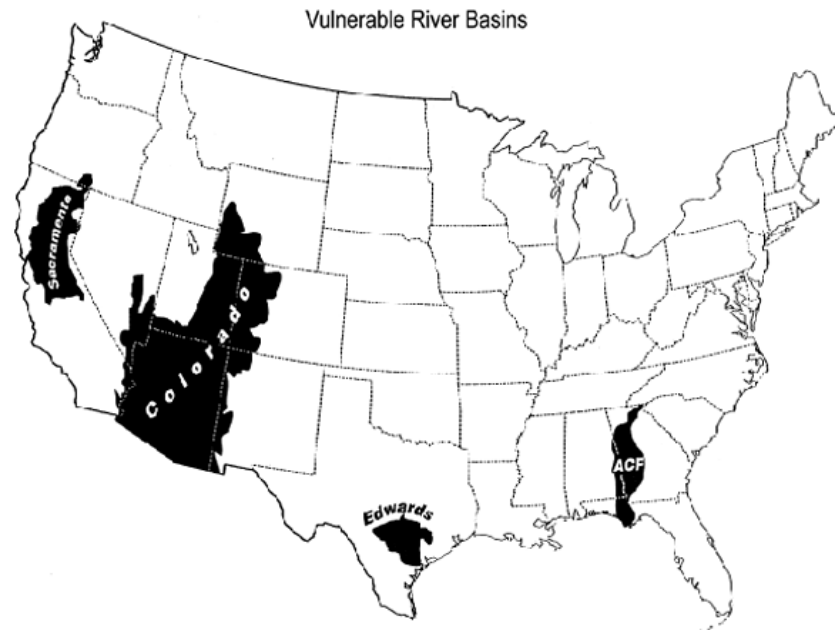 Vulnerable River Basins
Sacramento
Colorado
ACF
Edwards